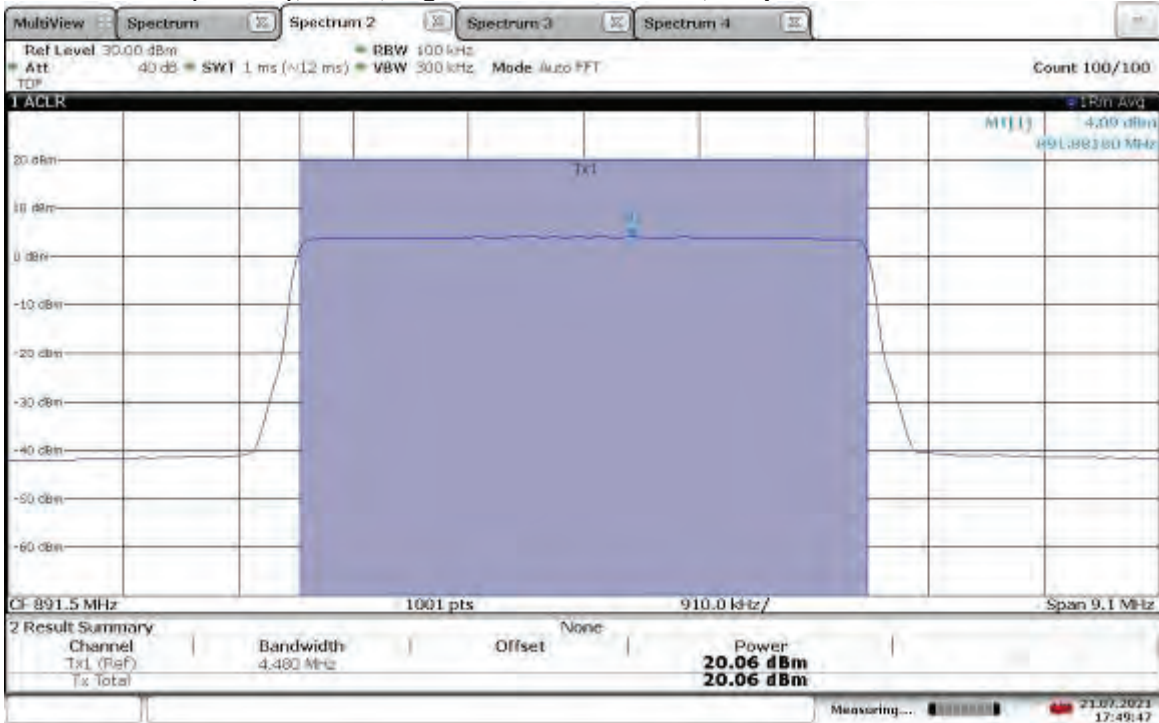 MultiView Spectrum Spectrum 2 Spectrum 3 Spectrum 4
Ref Level 30.00 dBm RBW 100 kHz
Att 40 dB SWT 1 ms (~12 ms) VBW 300 kHz Mode Auto FFT Count 100/100
TDF
1 ACLR 1Rm Avg
M1[1] 4.09 dBm
891.88180 MHz
20 dBm
Tx1
10 dBm
0 dBm
-10 dBm
-20 dBm
-30 dBm
-40 dBm
-50 dBm
-60 dBm
CF 891.5 MHz 1001 pts 910.0 kHz/ Span 9.1 MHz
2 Result Summary None
Channel Bandwidth Offset Power
Tx1 (Ref) 4.480 MHz 20.06 dBm
Tx Total 20.06 dBm
Measuring... 21.07.2021
17:49:47